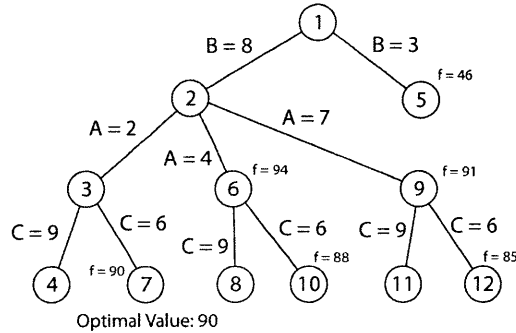 1
B = 8
B = 3
f = 46
2
5
A = 2
A = 4
A = 7
f = 94
f = 91
3
6
9
C = 9
C = 6
C = 9
C = 6
C = 9
C = 6
f = 90
f = 88
f = 85
4
7
8
10
11
12
Optimal Value: 90